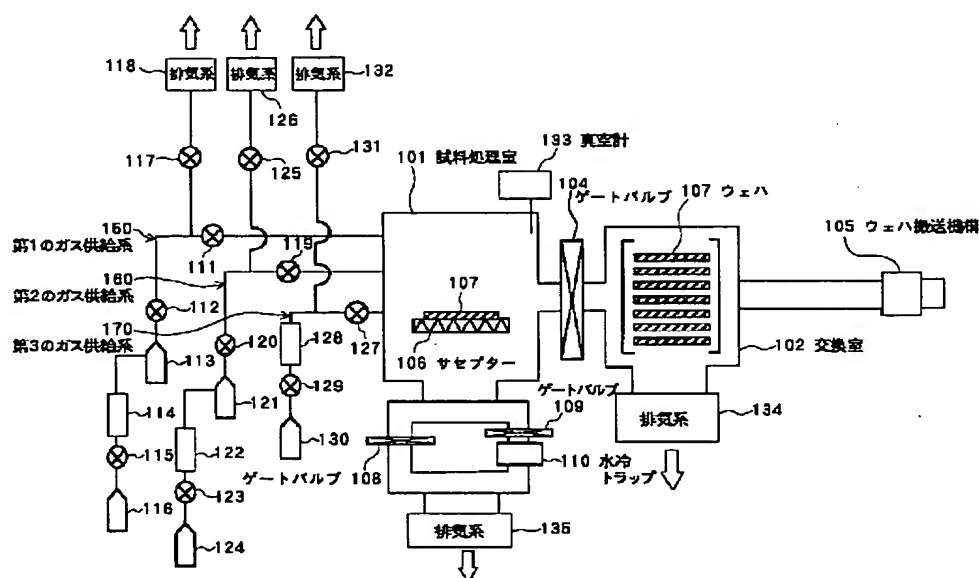 118
排気系
排気系
126
排気系
132
117
125
131
133 真空計
101 試料処理室
104
ゲートバルブ
107 ウェハ
105 ウェハ搬送機構
150
第1のガス供給系
111
119
160
第2のガス供給系
112
170
第3のガス供給系
120
128
127
107
106 サセプター
102 交換室
113
121
129
130
114
115
116
122
123
124
ゲートバルブ
109
108
ゲートバルブ
110 水冷
トラップ
排気系
134
排気系
135